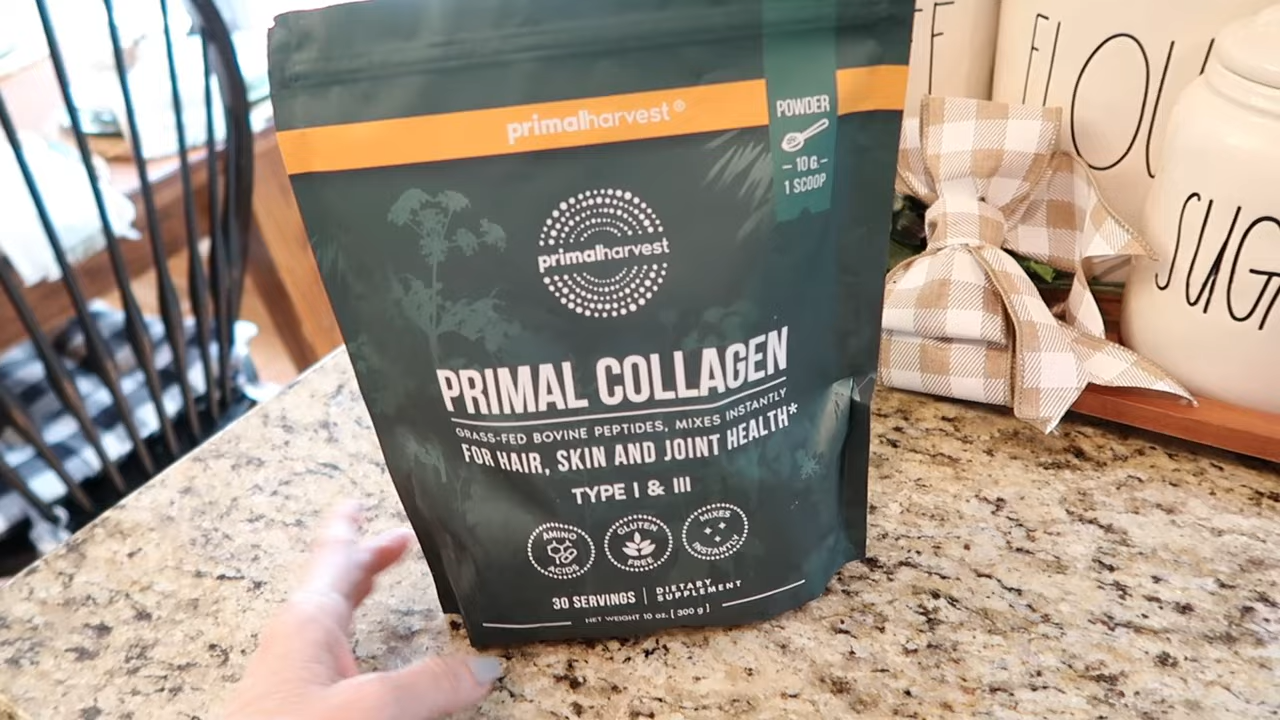 primalharvest®
POWDER
10 G.
1 SCOOP
primalharvest
PRIMAL COLLAGEN
GRASS-FED BOVINE PEPTIDES, MIXES INSTANTLY
FOR HAIR, SKIN AND JOINT HEALTH*
TYPE I & III
AMINO
ACIDS
GLUTEN
FREE
MIXES
INSTANTLY
30 SERVINGS
DIETARY
SUPPLEMENT
NET WEIGHT 10 oz. [300 g]
FLOU
SUG